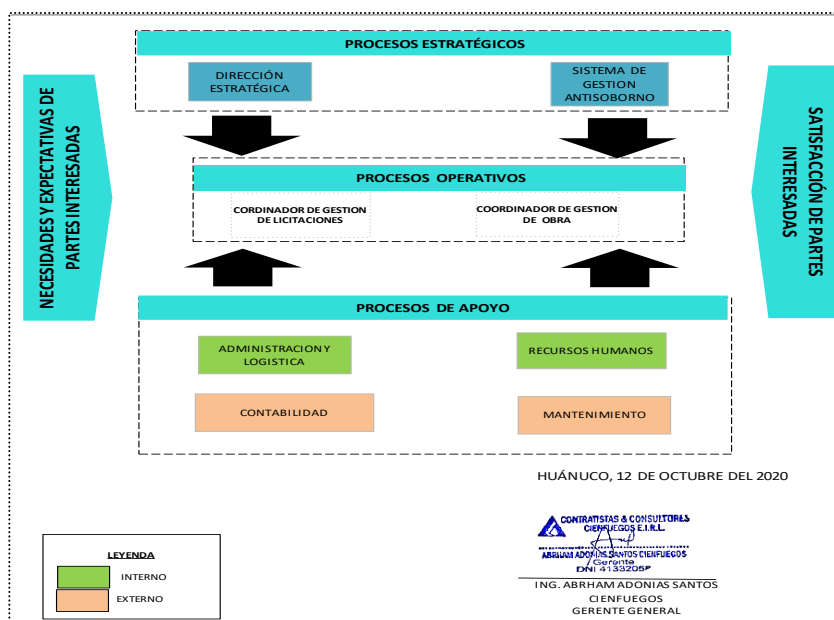 PROCESOS ESTRATÉGICOS
DIRECCIÓN
ESTRATÉGICA
SISTEMA DE
GESTION
ANTISOBORNO
NECESIDADES Y EXPECTATIVAS DE
PARTES INTERESADAS
PROCESOS OPERATIVOS
CORDINADOR DE GESTION
DE LICITACIONES
COORDINADOR DE GESTION
DE OBRA
SATISFACCIÓN DE PARTES
INTERESADAS
PROCESOS DE APOYO
ADMINISTRACION Y
LOGISTICA
RECURSOS HUMANOS
CONTABILIDAD
MANTENIMIENTO
HUÁNUCO, 12 DE OCTUBRE DEL 2020
CONTRATISTAS & CONSULTORES
CIENFUEGOS E.I.R.L.
ABRHAM ADONIAS SANTOS CIENFUEGOS
Gerente
DNI
ING. ABRHAM ADONIAS SANTOS
CIENFUEGOS
GERENTE GENERAL
LEYENDA
INTERNO
EXTERNO